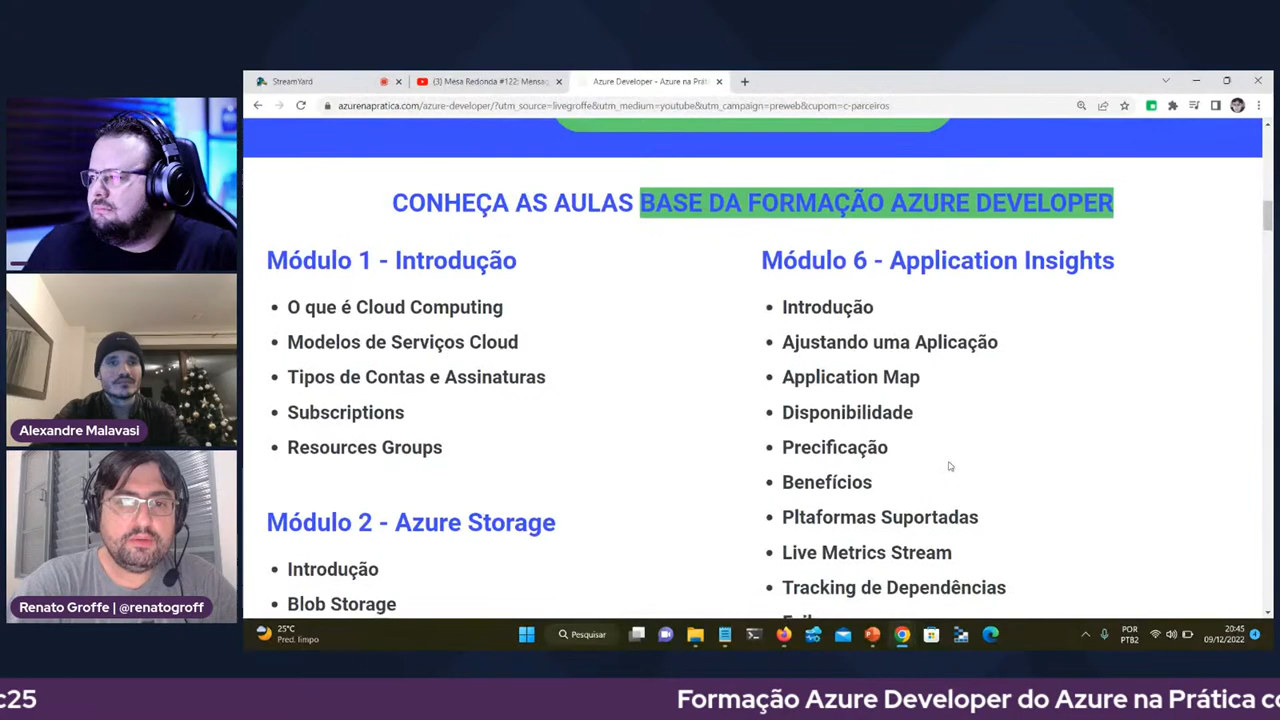 StreamYard
(3) Mesa Redonda #122: Mensag
Azure Developer - Azure na Práti
azurenapratica.com/azure-developer/?utm_source=livegroffe&utm_medium=youtube&utm_campaign=preweb&cupom=c-parceiros
CONHEÇA AS AULAS BASE DA FORMAÇÃO AZURE DEVELOPER
Módulo 1 - Introdução
O que é Cloud Computing
Modelos de Serviços Cloud
Tipos de Contas e Assinaturas
Subscriptions
Resources Groups
Módulo 2 - Azure Storage
Introdução
Blob Storage
Módulo 6 - Application Insights
Introdução
Ajustando uma Aplicação
Application Map
Disponibilidade
Precificação
Benefícios
Pltaformas Suportadas
Live Metrics Stream
Tracking de Dependências
Alexandre Malavasi
Renato Groffe | @renatogroff
25°C
Pred. limpo
Pesquisar
POR
PTB2
20:45
09/12/2022
c25
Formação Azure Developer do Azure na Prática co